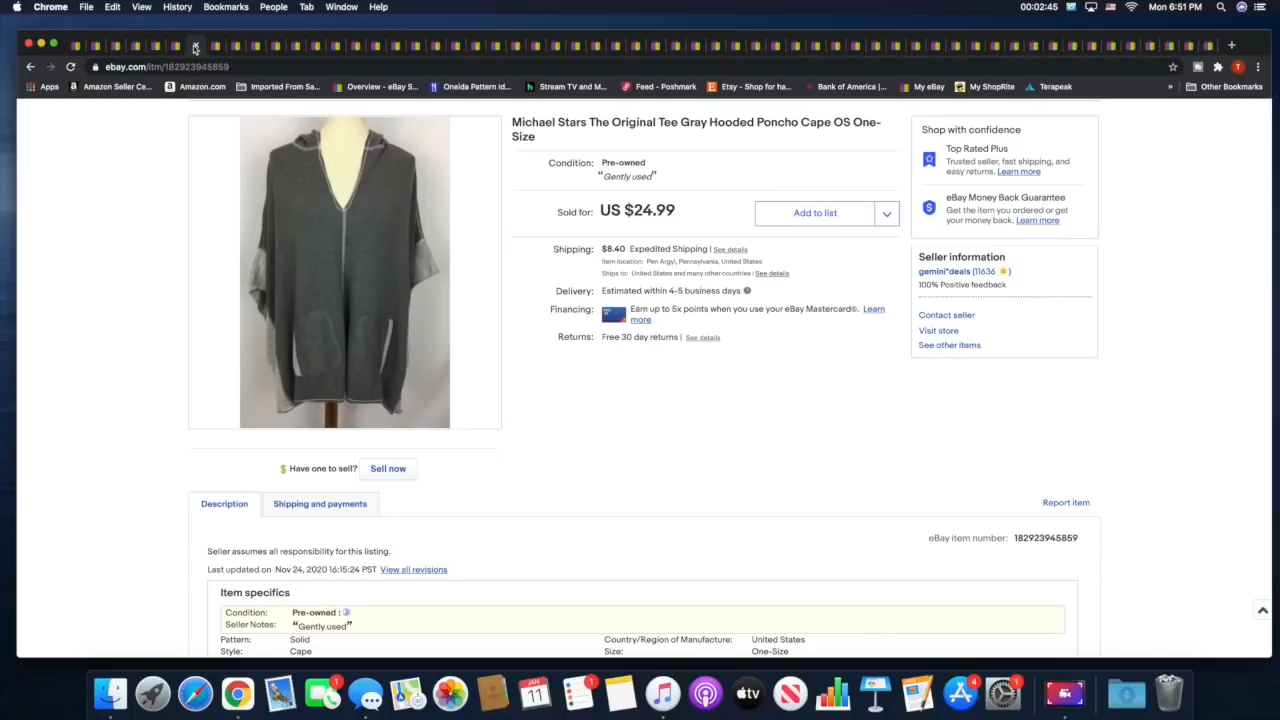 Chrome File Edit View History Bookmarks People Tab Window Help 00:02:45 Mon 6:51 PM
ebay.com/itm/182923945859 T
Apps Amazon Seller Ce... Amazon.com Imported From Sa... Overview - eBay S... Oneida Pattern Id... Stream TV and M... Feed - Poshmark Etsy - Shop for ha... Bank of America |... My eBay My ShopRite Terapeak » Other Bookmarks
Michael Stars The Original Tee Gray Hooded Poncho Cape OS One-
Size
Condition: Pre-owned
"Gently used"
Sold for: US $24.99 Add to list
Shipping: $8.40 Expedited Shipping | See details
Item location: Pen Argyl, Pennsylvania, United States
Ships to: United States and many other countries | See details
Delivery: Estimated within 4-5 business days
Financing: Earn up to 5x points when you use your eBay Mastercard®. Learn
more
Returns: Free 30 day returns | See details
Shop with confidence
Top Rated Plus
Trusted seller, fast shipping, and
easy returns. Learn more
eBay Money Back Guarantee
Get the item you ordered or get
your money back. Learn more
Seller information
gemini*deals (11636 )
100% Positive feedback
Contact seller
Visit store
See other items
Have one to sell? Sell now
Description Shipping and payments Report item
eBay item number: 182923945859
Seller assumes all responsibility for this listing.
Last updated on Nov 24, 2020 16:15:24 PST View all revisions
Item specifics
Condition: Pre-owned :
Seller Notes: "Gently used"
Pattern: Solid Country/Region of Manufacture: United States
Style: Cape Size: One-Size
1 JAN 11 1 tv 4 1